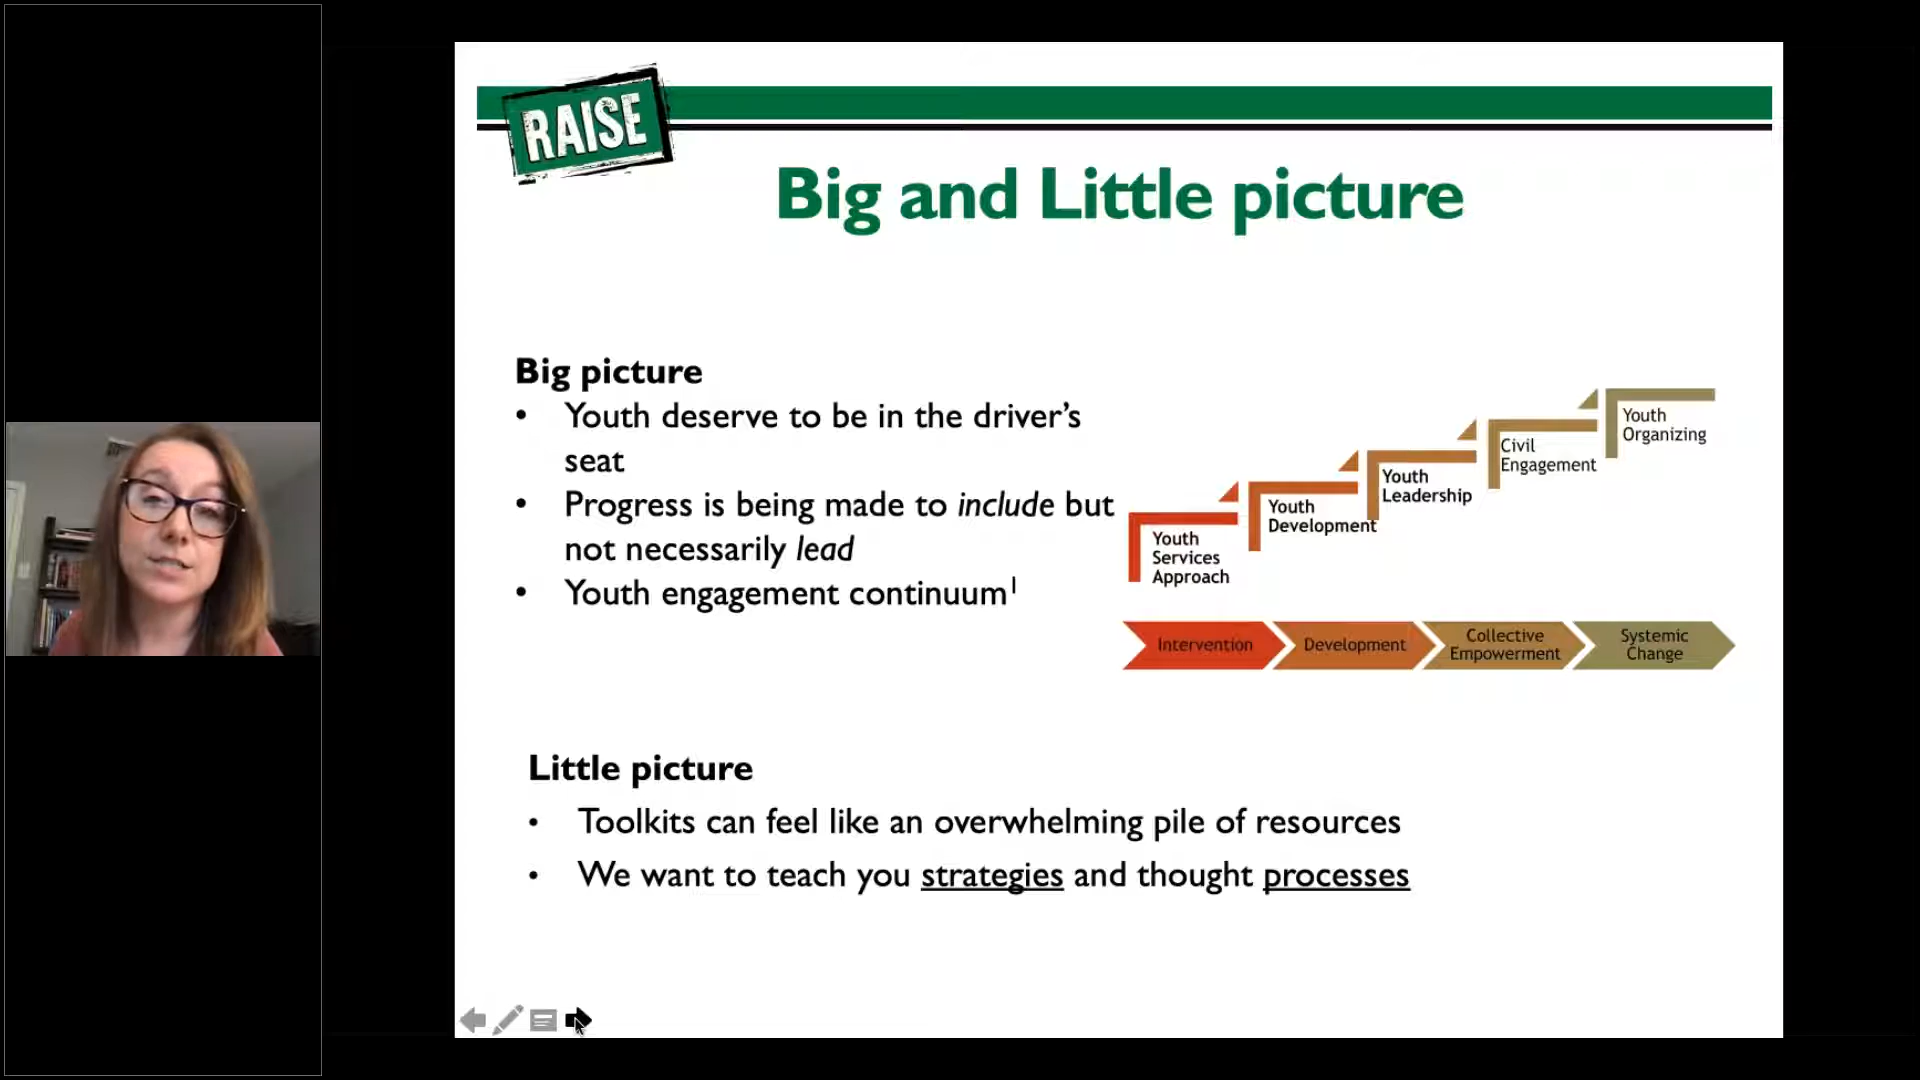 RAISE
Big and Little picture
Big picture
• Youth deserve to be in the driver’s
seat
• Progress is being made to include but
not necessarily lead
• Youth engagement continuum¹
Youth
Services
Approach
Youth
Development
Youth
Leadership
Civil
Engagement
Youth
Organizing
Intervention
Development
Collective
Empowerment
Systemic
Change
Little picture
• Toolkits can feel like an overwhelming pile of resources
• We want to teach you strategies and thought processes